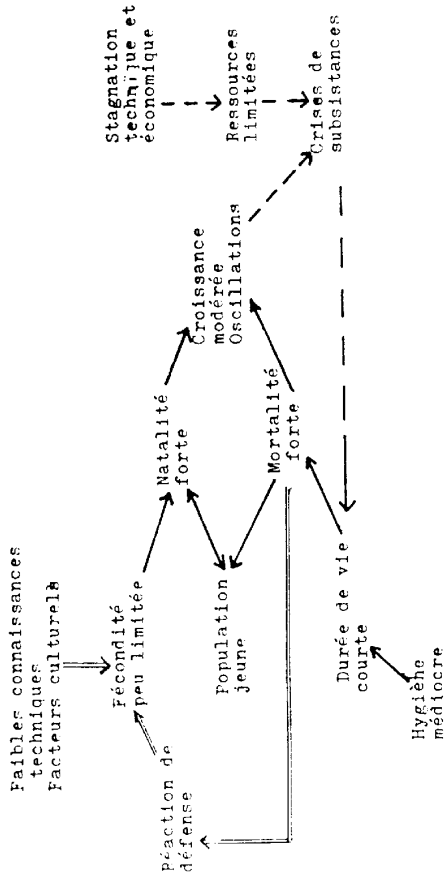 Faibles connaissances
techniques
Facteurs culturels
Stagnation
technique et
économique
Réaction de
défense
Fécondité
peu limitée
Natalité
forte
Croissance
modérée
Oscillations
Ressources
limitées
Population
jeune
Mortalité
forte
Crises de
subsistances
Durée de vie
courte
Hygiène
médiocre